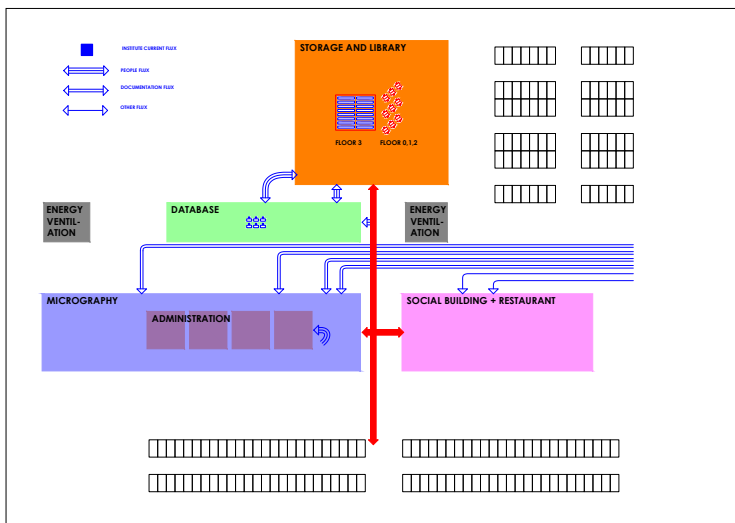 STORAGE AND LIBRARY
INSTITUTE CURRENT FLUX
PEOPLE FLUX
DOCUMENTATION FLUX
OTHER FLUX
FLOOR 3
FLOOR 0,1,2
ENERGY
VENTIL-
ATION
DATABASE
ENERGY
VENTIL-
ATION
MICROGRAPHY
ADMINISTRATION
SOCIAL BUILDING + RESTAURANT